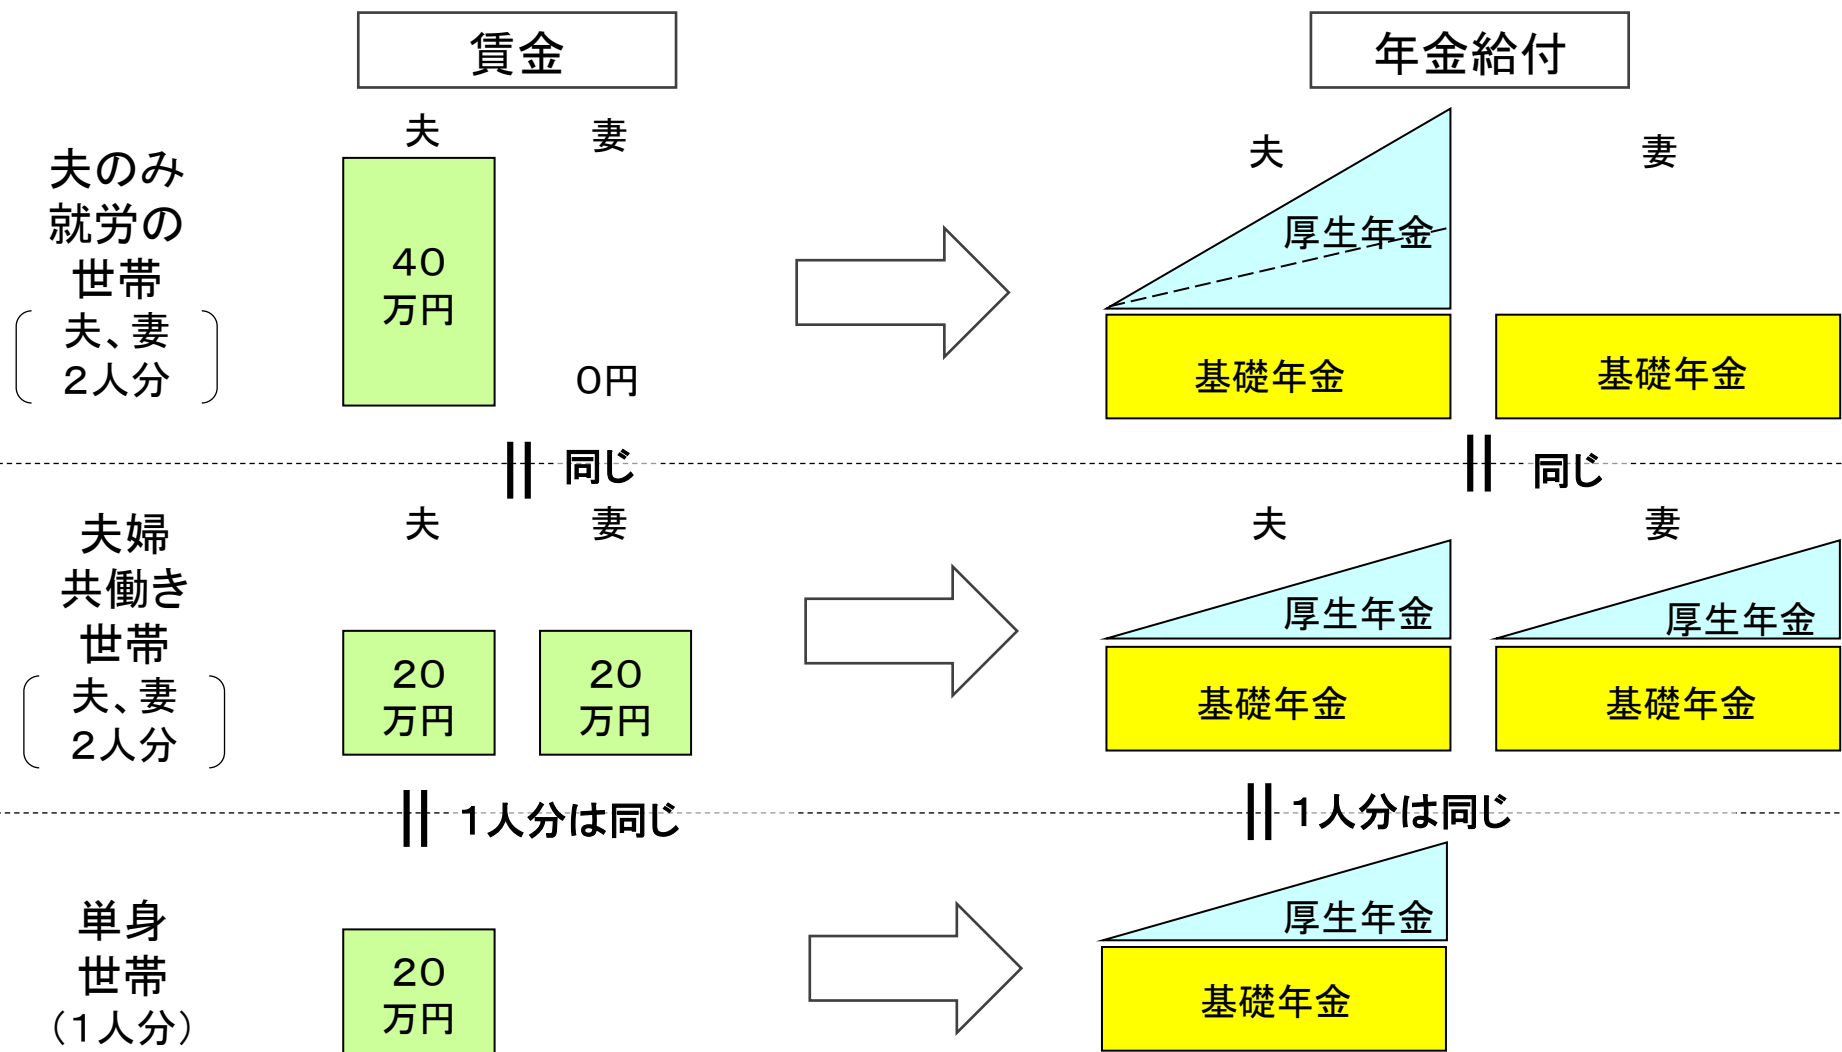 賃金
年金給付
夫のみ
就労の
世帯
夫、妻
２人分
夫
妻
４０
万円
０円
夫
妻
厚生年金
基礎年金
基礎年金
同じ
同じ
夫婦
共働き
世帯
夫、妻
２人分
夫
妻
２０
万円
２０
万円
夫
妻
厚生年金
厚生年金
基礎年金
基礎年金
１人分は同じ
１人分は同じ
単身
世帯
（１人分）
２０
万円
厚生年金
基礎年金